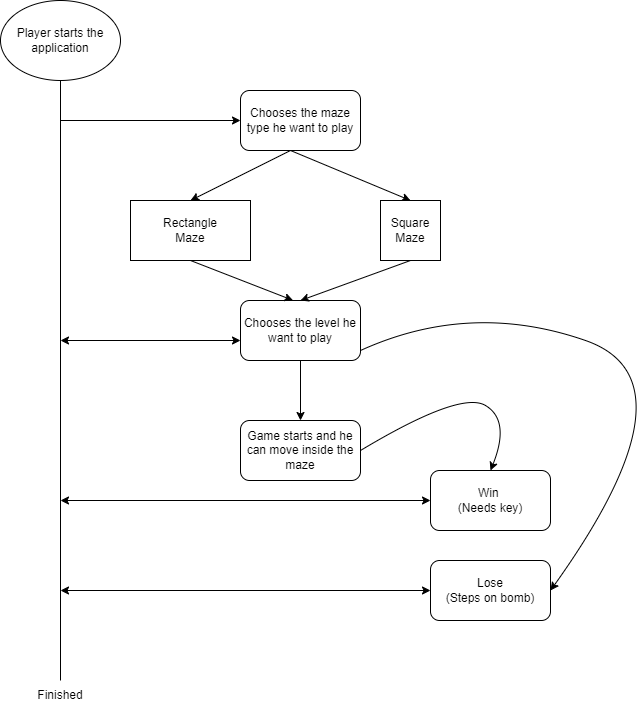 Player starts the
application
Chooses the maze
type he want to play
Rectangle
Maze
Square
Maze
Chooses the level he
want to play
Game starts and he
can move inside the
maze
Win
(Needs key)
Lose
(Steps on bomb)
Finished